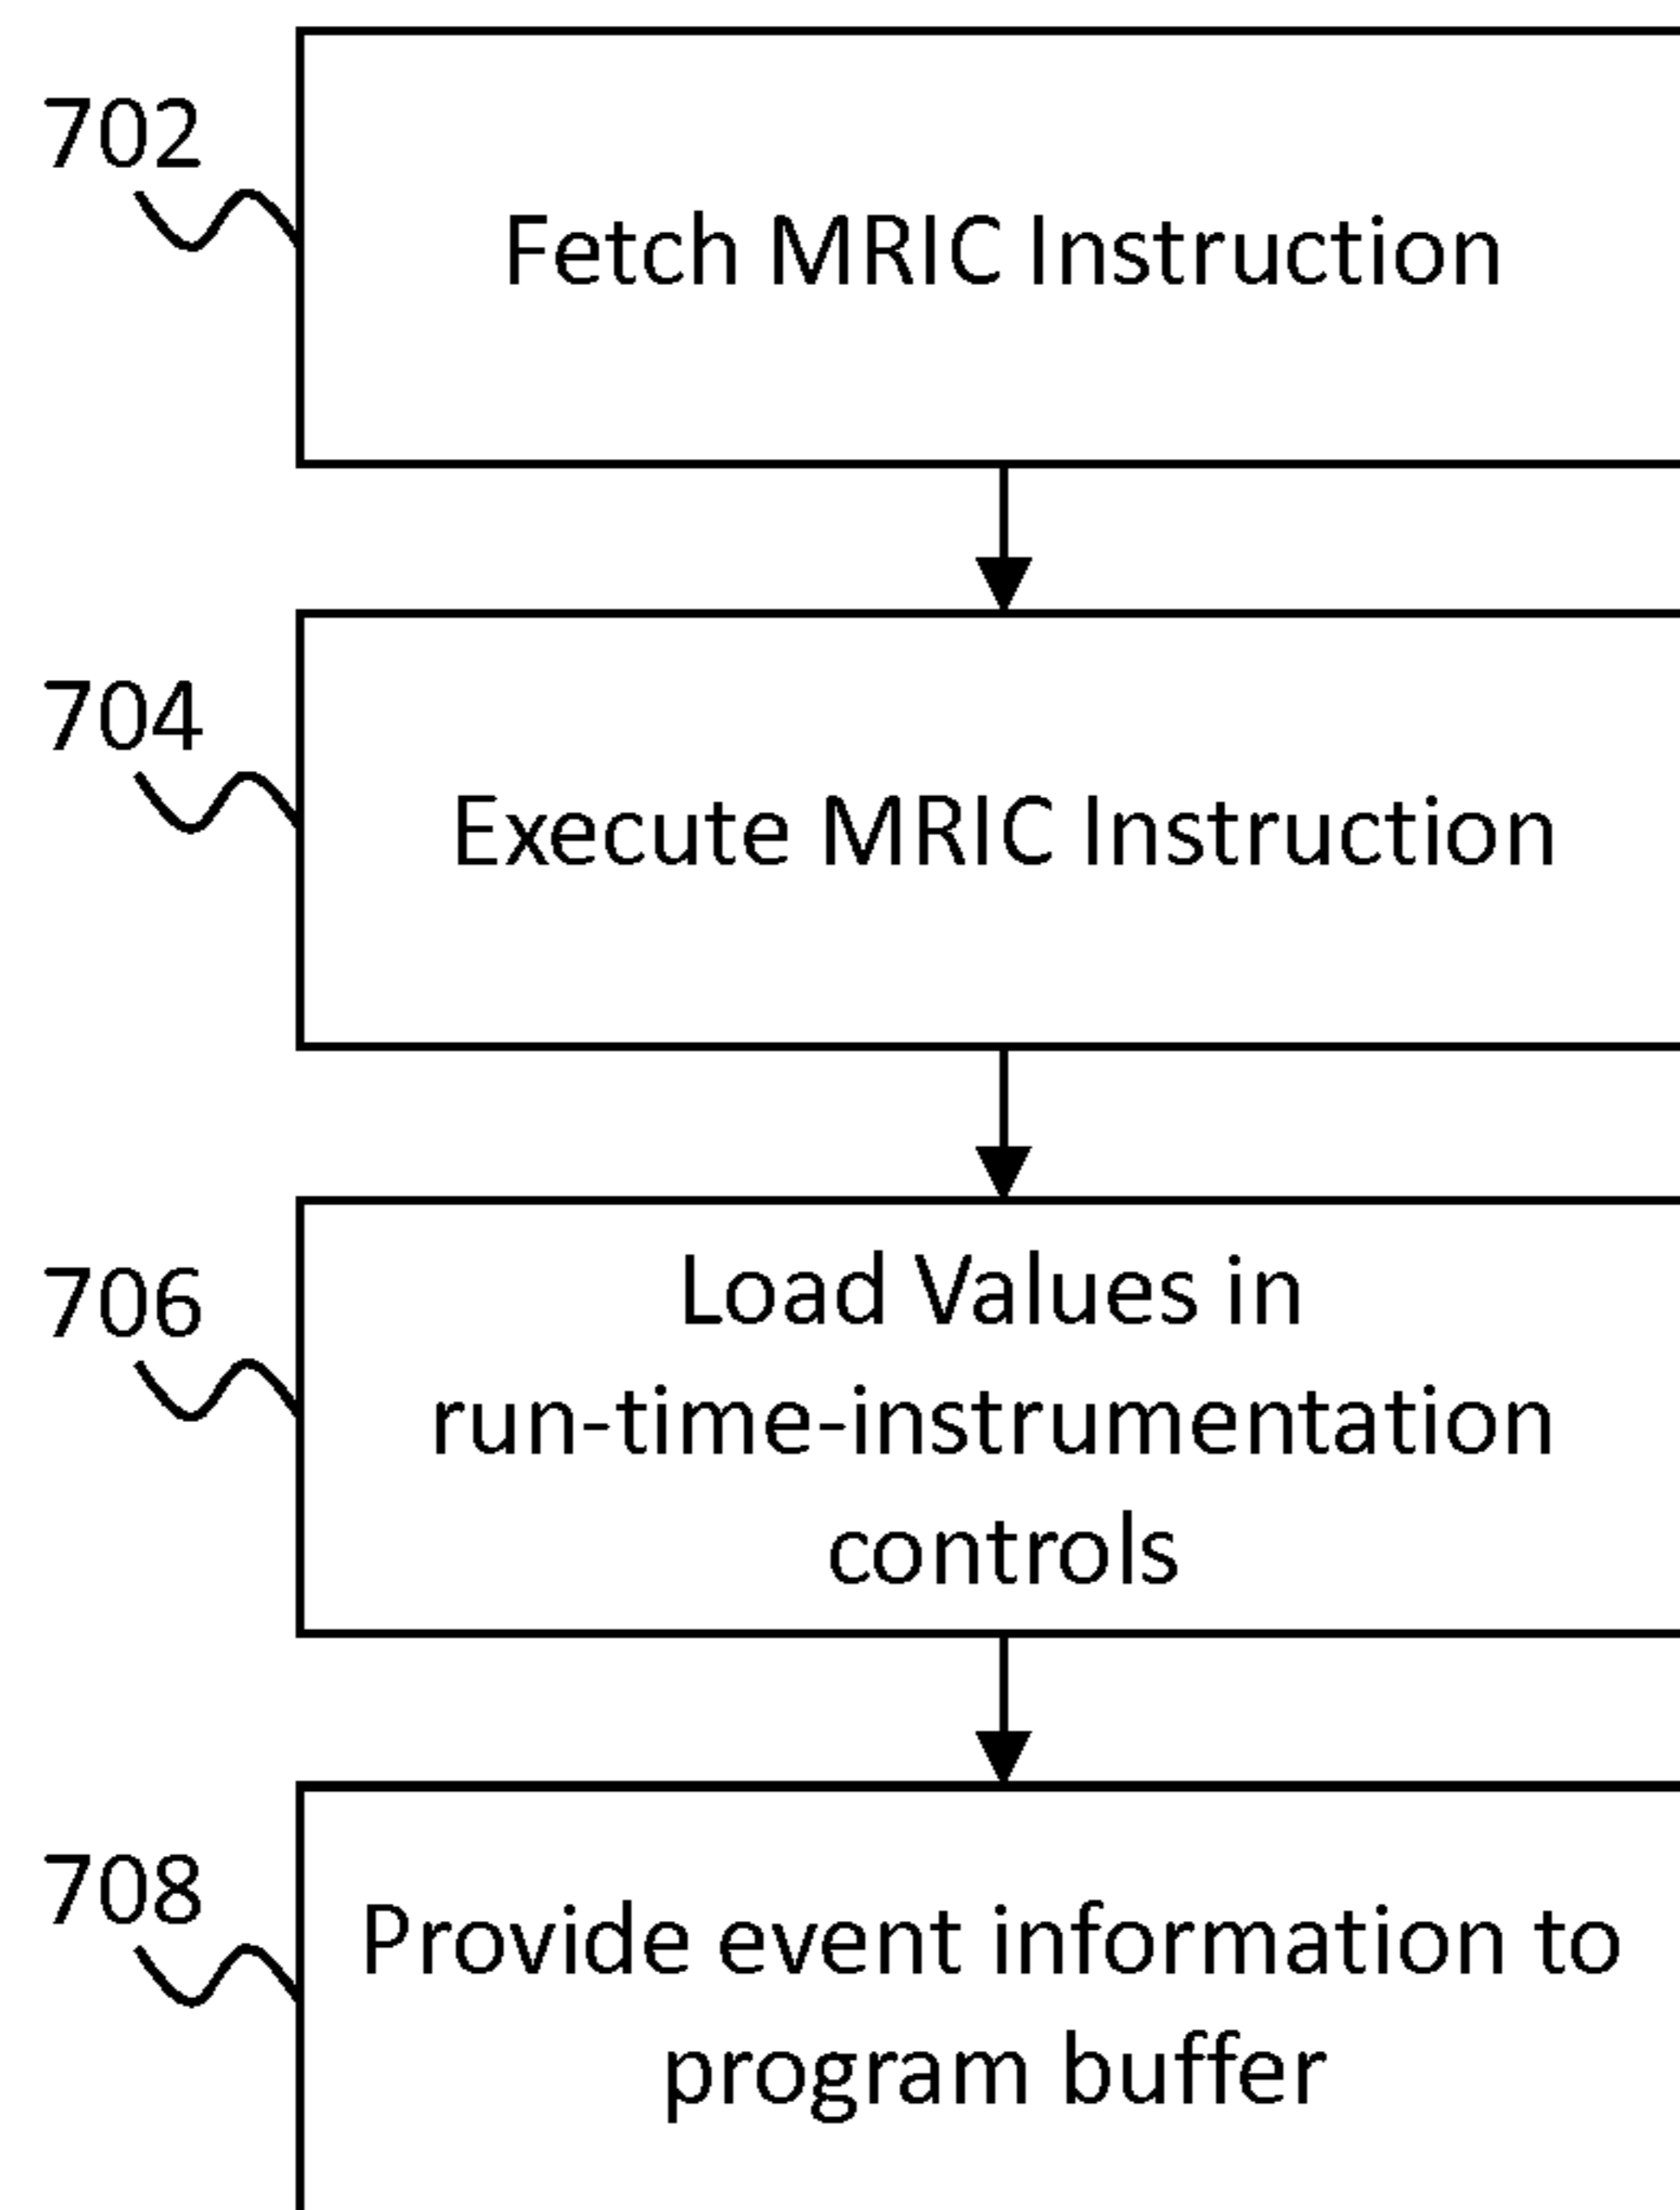 702
Fetch MRIC Instruction
704
Execute MRIC Instruction
706
Load Values in
run-time-instrumentation
controls
708
Provide event information to
program buffer